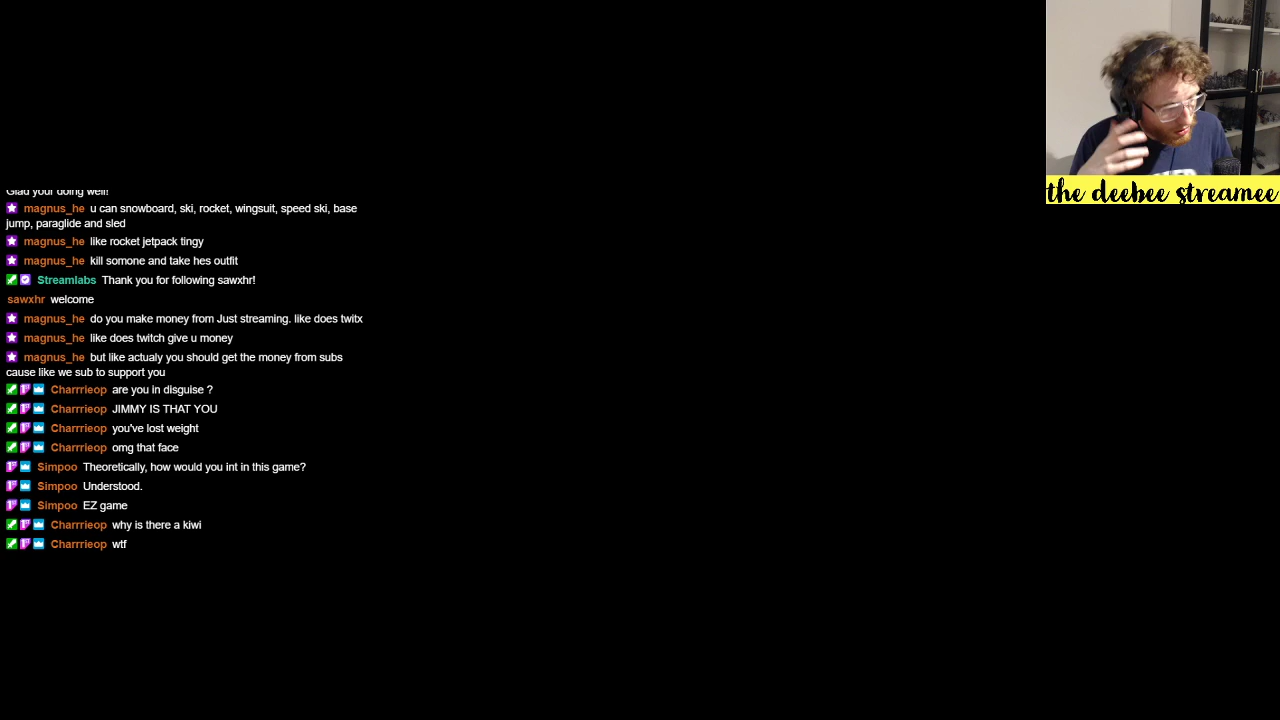 Glad your doing well!
magnus_he u can snowboard, ski, rocket, wingsuit, speed ski, base
jump, paraglide and sled
magnus_he like rocket jetpack tingy
magnus_he kill somone and take hes outfit
Streamlabs Thank you for following sawxhr!
sawxhr welcome
magnus_he do you make money from Just streaming. like does twitx
magnus_he like does twitch give u money
magnus_he but like actualy you should get the money from subs
cause like we sub to support you
Charrrieop are you in disguise ?
Charrrieop JIMMY IS THAT YOU
Charrrieop you've lost weight
Charrrieop omg that face
Simpoo Theoretically, how would you int in this game?
Simpoo Understood.
Simpoo EZ game
Charrrieop why is there a kiwi
Charrrieop wtf
the deebee streamee